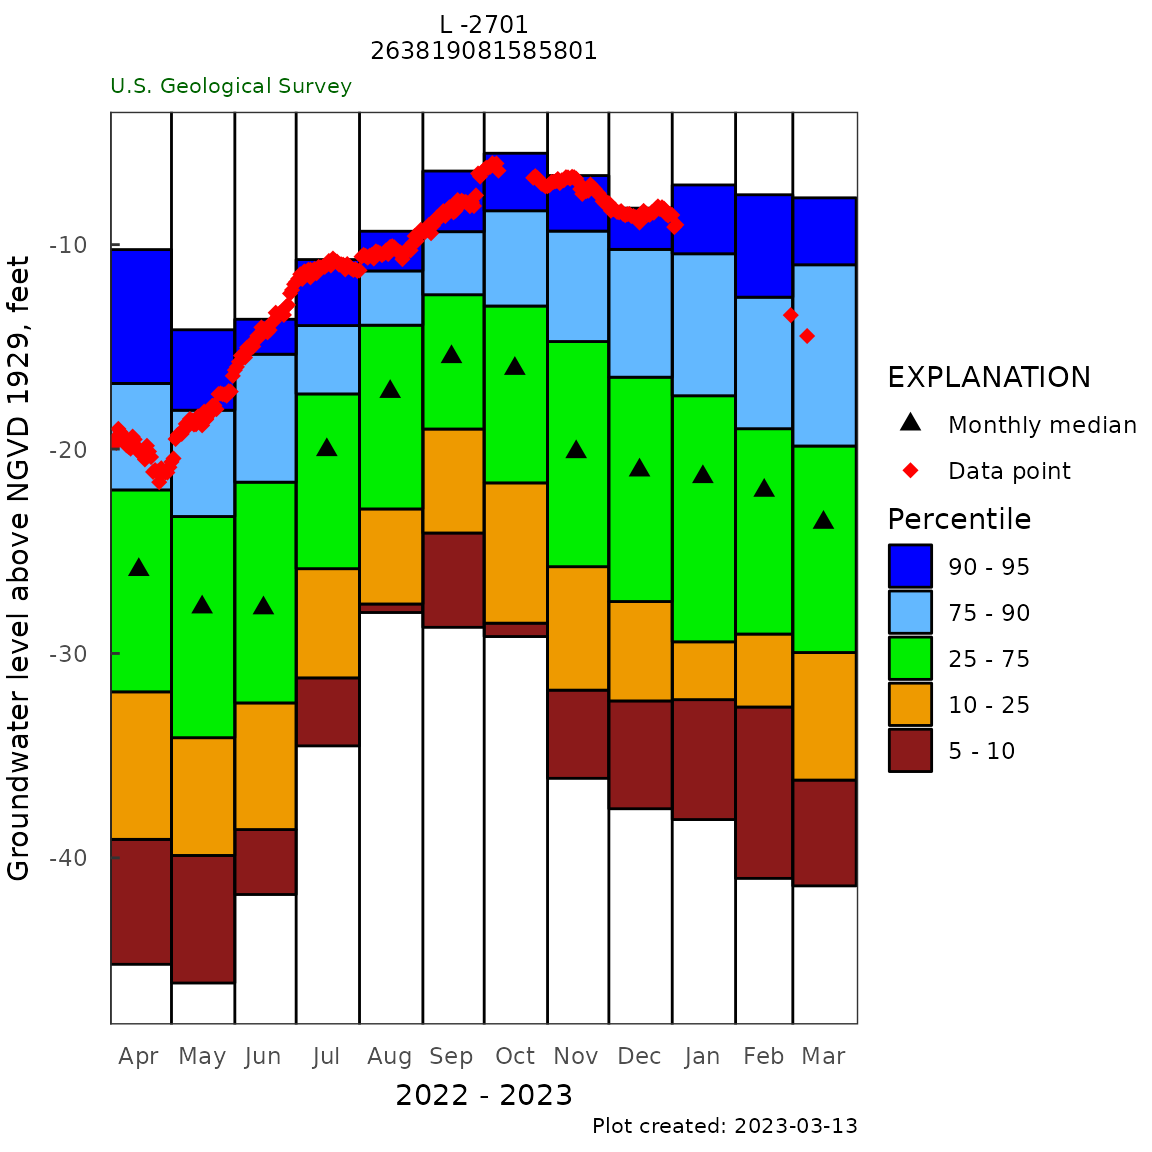 L -2701
263819081585801
U.S. Geological Survey
Groundwater level above NGVD 1929, feet
-10
-20
-30
-40
Apr May Jun Jul Aug Sep Oct Nov Dec Jan Feb Mar
2022 - 2023
Plot created: 2023-03-13
EXPLANATION
Monthly median
Data point
Percentile
90 - 95
75 - 90
25 - 75
10 - 25
5 - 10